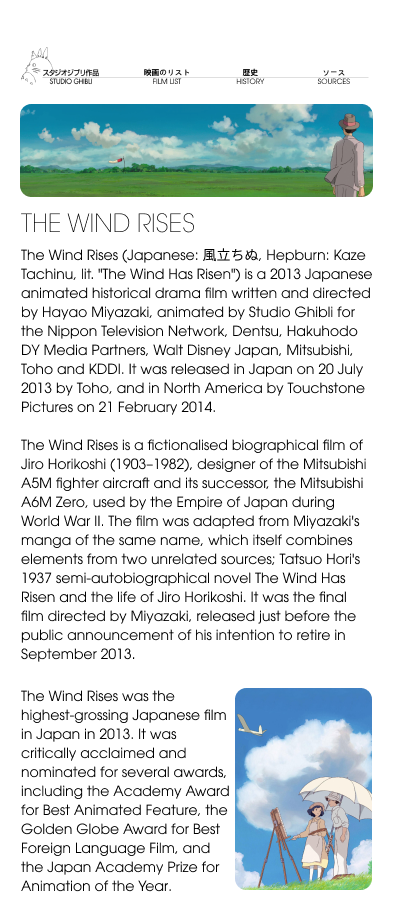 スタジオジブリ作品 映画のリスト 歴史 ソース
STUDIO GHIBLI FILM LIST HISTORY SOURCES
THE WIND RISES
The Wind Rises (Japanese: 風立ちぬ, Hepburn: Kaze
Tachinu, lit. "The Wind Has Risen") is a 2013 Japanese
animated historical drama film written and directed
by Hayao Miyazaki, animated by Studio Ghibli for
the Nippon Television Network, Dentsu, Hakuhodo
DY Media Partners, Walt Disney Japan, Mitsubishi,
Toho and KDDI. It was released in Japan on 20 July
2013 by Toho, and in North America by Touchstone
Pictures on 21 February 2014.
The Wind Rises is a fictionalised biographical film of
Jiro Horikoshi (1903–1982), designer of the Mitsubishi
A5M fighter aircraft and its successor, the Mitsubishi
A6M Zero, used by the Empire of Japan during
World War II. The film was adapted from Miyazaki's
manga of the same name, which itself combines
elements from two unrelated sources; Tatsuo Hori's
1937 semi-autobiographical novel The Wind Has
Risen and the life of Jiro Horikoshi. It was the final
film directed by Miyazaki, released just before the
public announcement of his intention to retire in
September 2013.
The Wind Rises was the
highest-grossing Japanese film
in Japan in 2013. It was
critically acclaimed and
nominated for several awards,
including the Academy Award
for Best Animated Feature, the
Golden Globe Award for Best
Foreign Language Film, and
the Japan Academy Prize for
Animation of the Year.